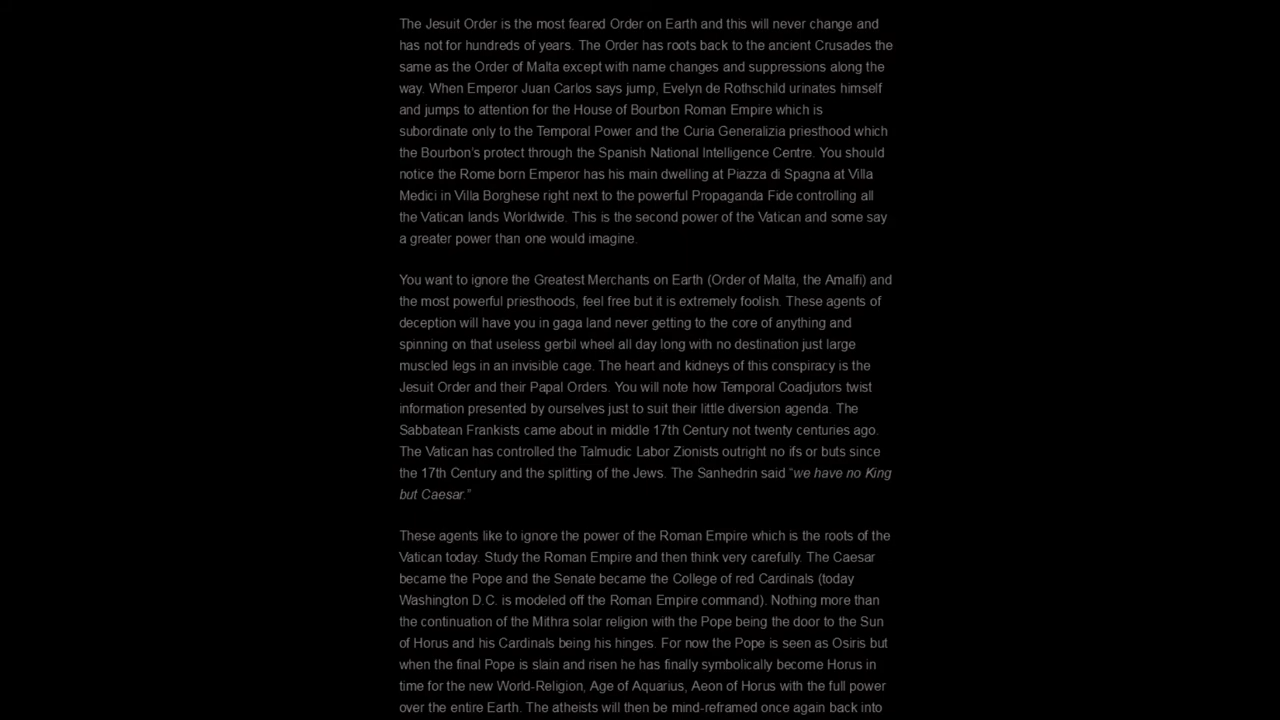 The Jesuit Order is the most feared Order on Earth and this will never change and
has not for hundreds of years. The Order has roots back to the ancient Crusades the
same as the Order of Malta except with name changes and suppressions along the
way. When Emperor Juan Carlos says jump, Evelyn de Rothschild urinates himself
and jumps to attention for the House of Bourbon Roman Empire which is
subordinate only to the Temporal Power and the Curia Generalizia priesthood which
the Bourbon's protect through the Spanish National Intelligence Centre. You should
notice the Rome born Emperor has his main dwelling at Piazza di Spagna at Villa
Medici in Villa Borghese right next to the powerful Propaganda Fide controlling all
the Vatican lands Worldwide. This is the second power of the Vatican and some say
a greater power than one would imagine.
You want to ignore the Greatest Merchants on Earth (Order of Malta, the Amalfi) and
the most powerful priesthoods, feel free but it is extremely foolish. These agents of
deception will have you in gaga land never getting to the core of anything and
spinning on that useless gerbil wheel all day long with no destination just large
muscled legs in an invisible cage. The heart and kidneys of this conspiracy is the
Jesuit Order and their Papal Orders. You will note how Temporal Coadjutors twist
information presented by ourselves just to suit their little diversion agenda. The
Sabbatean Frankists came about in middle 17th Century not twenty centuries ago.
The Vatican has controlled the Talmudic Labor Zionists outright no ifs or buts since
the 17th Century and the splitting of the Jews. The Sanhedrin said “we have no King
but Caesar.”
These agents like to ignore the power of the Roman Empire which is the roots of the
Vatican today. Study the Roman Empire and then think very carefully. The Caesar
became the Pope and the Senate became the College of red Cardinals (today
Washington D.C. is modeled off the Roman Empire command). Nothing more than
the continuation of the Mithra solar religion with the Pope being the door to the Sun
of Horus and his Cardinals being his hinges. For now the Pope is seen as Osiris but
when the final Pope is slain and risen he has finally symbolically become Horus in
time for the new World-Religion, Age of Aquarius, Aeon of Horus with the full power
over the entire Earth. The atheists will then be mind-reframed once again back into